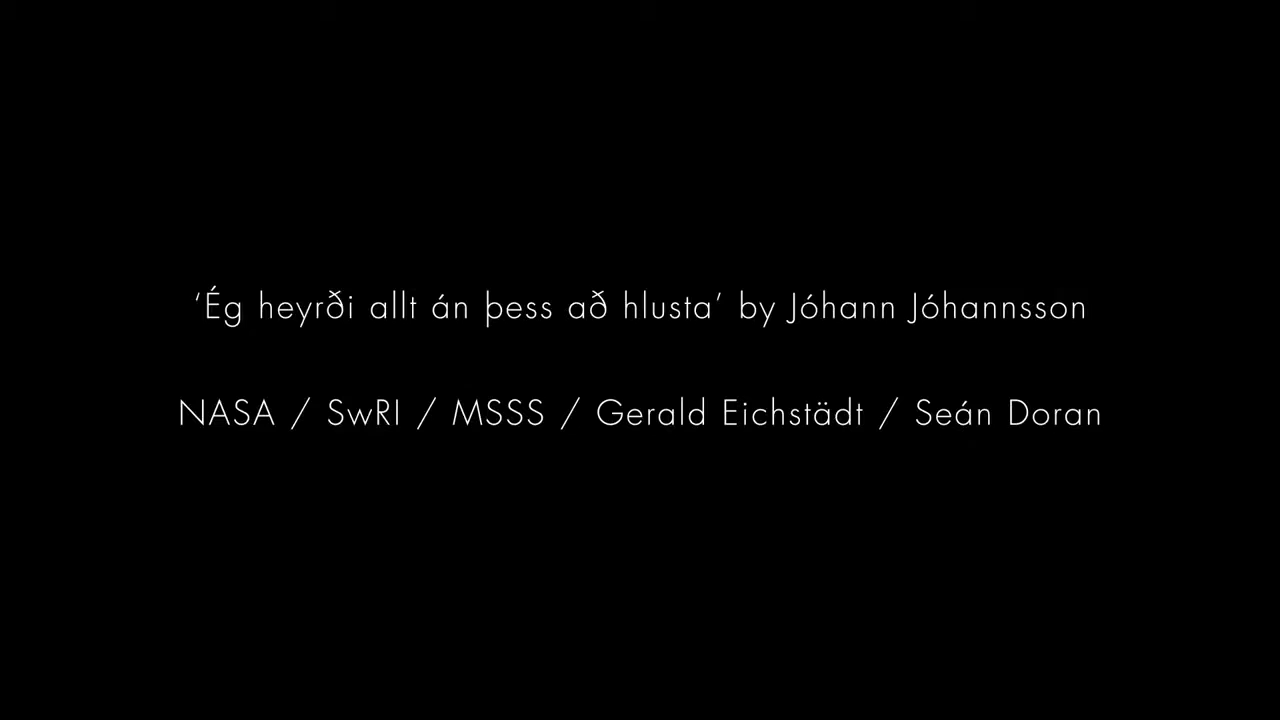 ‘Ég heyrði allt án þess að hlusta’ by Jóhann Jóhannsson
NASA / SwRI / MSSS / Gerald Eichstädt / Seán Doran